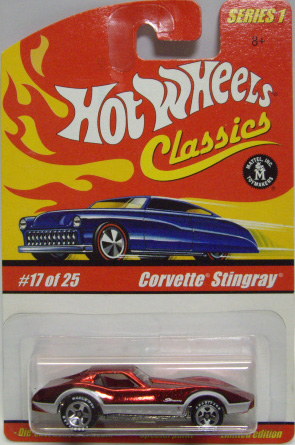 SERIES 1
8+
HOT WHEELS
Classics
MATTEL, INC.
M
TOYMAKERS
#17 of 25
Corvette® Stingray®
Limited Edition